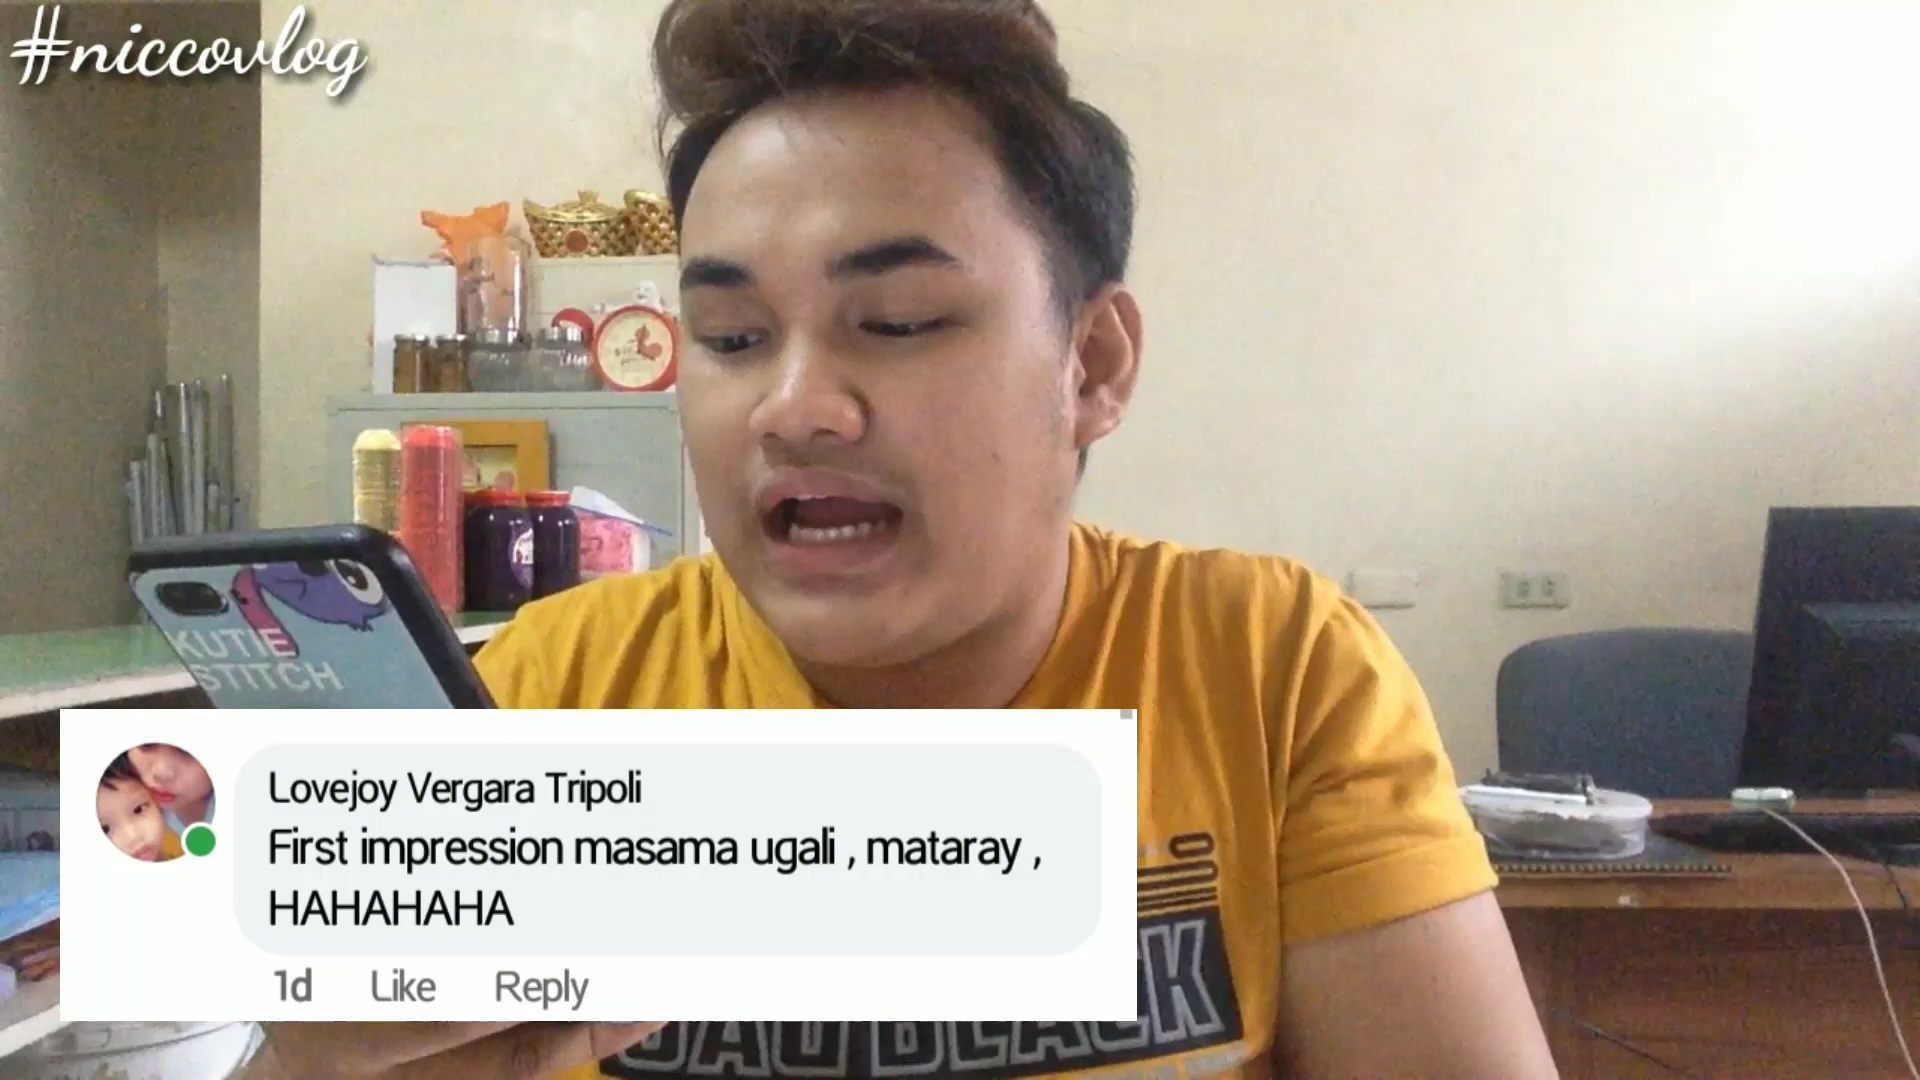 #niccovlog
KUTIE
STITCH
Lovejoy Vergara Tripoli
First impression masama ugali , mataray ,
HAHAHAHA
1d Like Reply